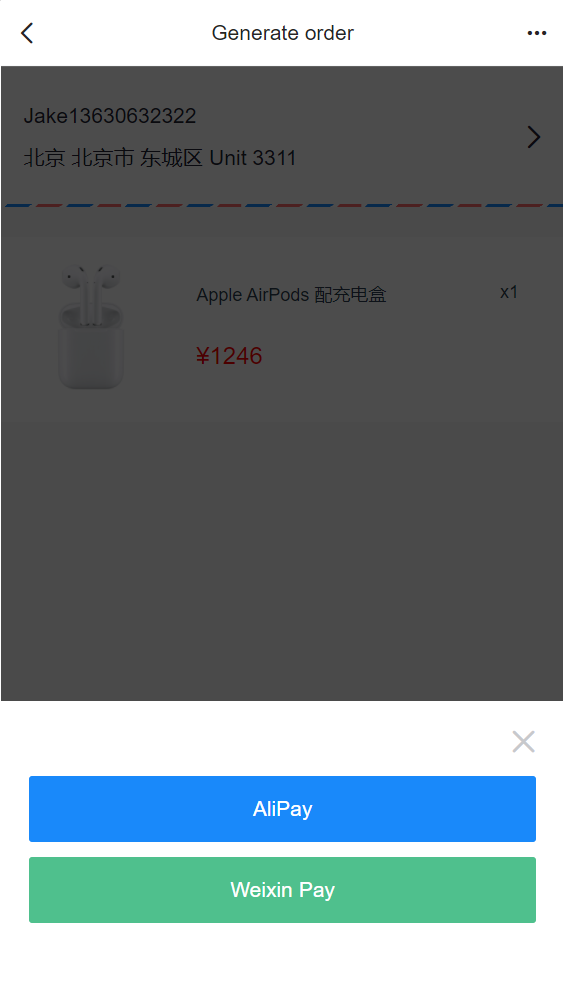 Generate order
Jake13630632322
北京 北京市 东城区 Unit 3311
Apple AirPods 配充电盒
x1
¥1246
AliPay
Weixin Pay